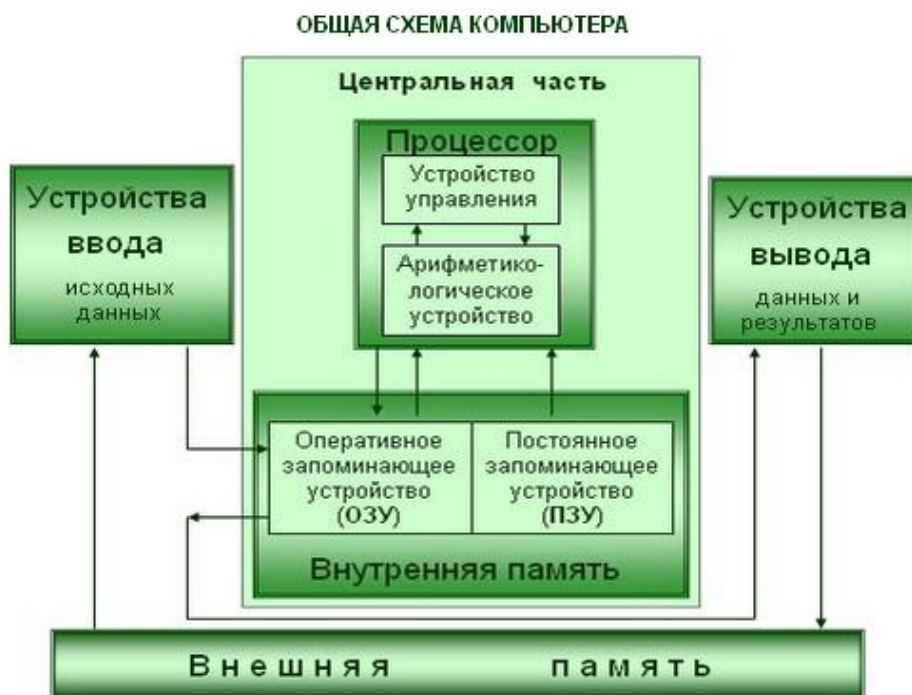 ОБЩАЯ СХЕМА КОМПЬЮТЕРА
Центральная часть
Процессор
Устройство
управления
Арифметико-
логическое
устройство
Устройства
ввода
исходных
данных
Устройства
вывода
данных и
результатов
Оперативное
запоминающее
устройство
(ОЗУ)
Постоянное
запоминающее
устройство
(ПЗУ)
Внутренняя память
Внешняя память